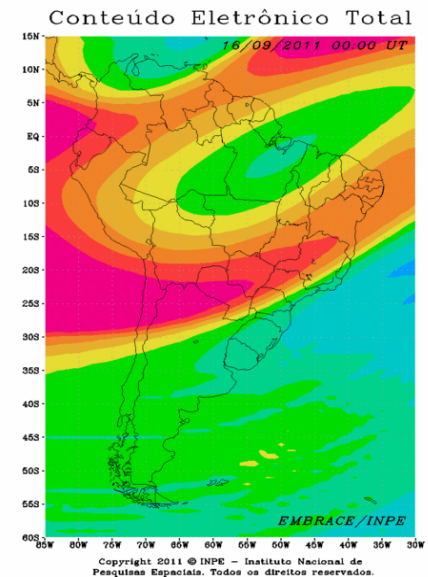 Conteúdo Eletrônico Total
16/09/2011 00:00 UT
15N
10N
5N
EQ
5S
10S
15S
20S
25S
30S
35S
40S
45S
50S
55S
60S
85W 80W 75W 70W 65W 60W 55W 50W 45W 40W 35W 30W
EMBRACE/INPE
Copyright 2011 © INPE - Instituto Nacional de
Pesquisas Espaciais. Todos os direitos reservados.